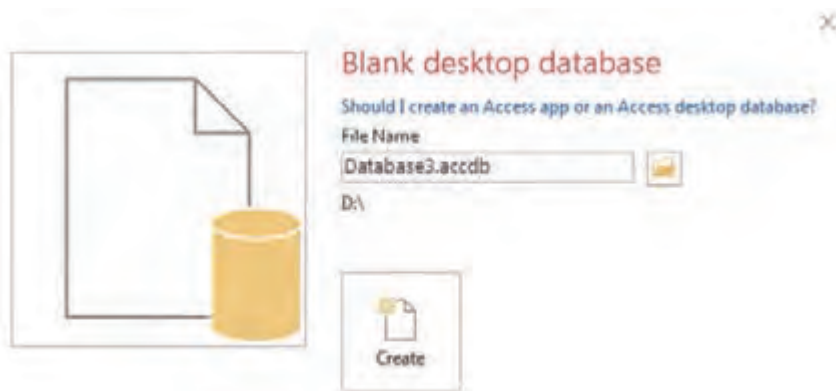 Blank desktop database
Should I create an Access app or an Access desktop database?
File Name
Database3.accdb
D:\
Create